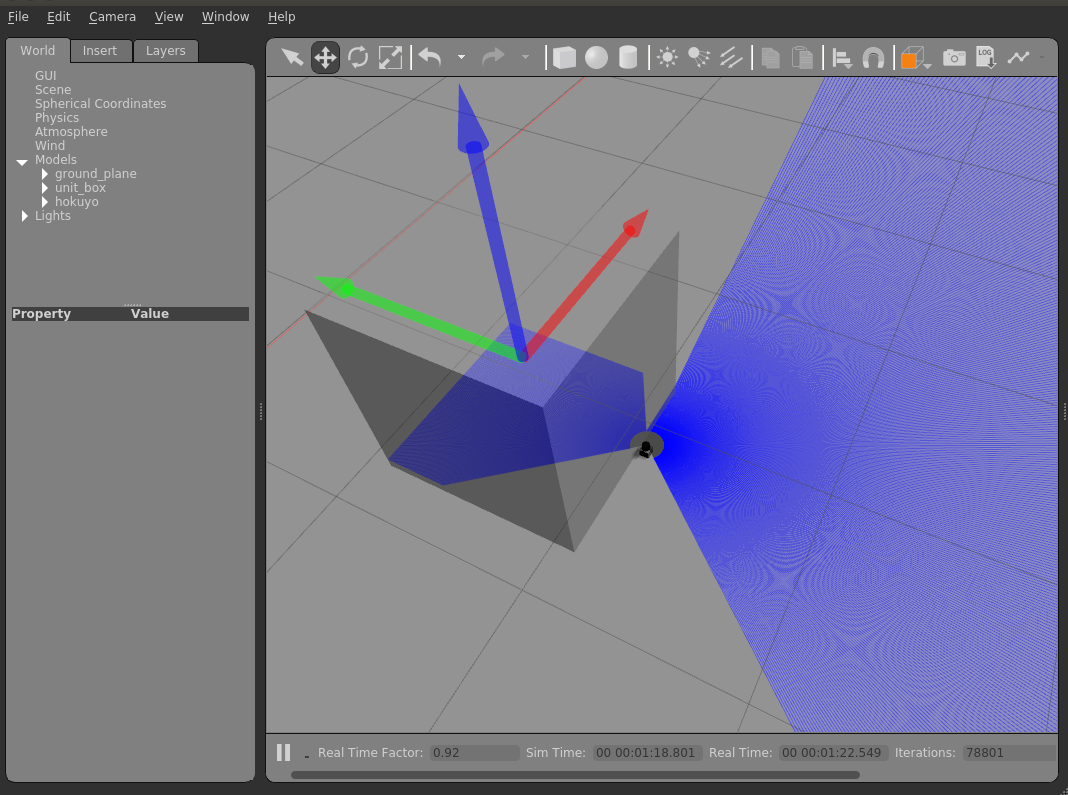 File Edit Camera View Window Help
World Insert Layers
GUI
Scene
Spherical Coordinates
Physics
Atmosphere
Wind
Models
ground_plane
unit_box
hokuyo
Lights
Property Value
LOG
Real Time Factor: 0.92 Sim Time: 00 00:01:18.801 Real Time: 00 00:01:22.549 Iterations: 78801